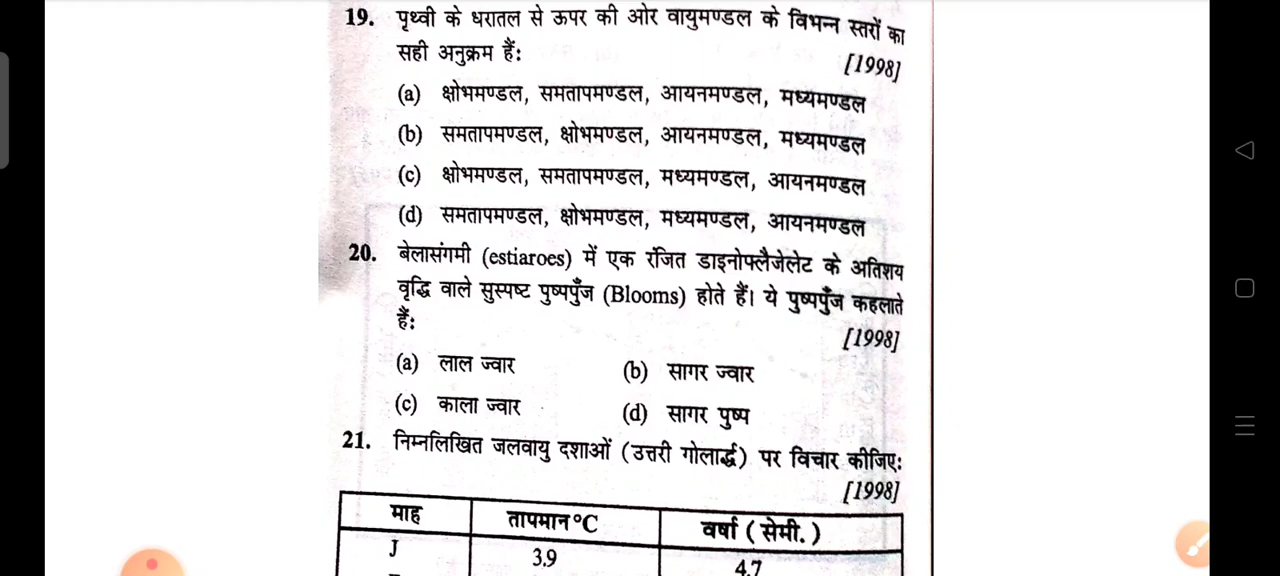 19. पृथ्वी के धरातल से ऊपर की ओर वायुमण्डल के विभन्न स्तरों का
सही अनुक्रम हैं:
[1998]
(a) क्षोभमण्डल, समतापमण्डल, आयनमण्डल, मध्यमण्डल
(b) समतापमण्डल, क्षोभमण्डल, आयनमण्डल, मध्यमण्डल
(c) क्षोभमण्डल, समतापमण्डल, मध्यमण्डल, आयनमण्डल
(d) समतापमण्डल, क्षोभमण्डल, मध्यमण्डल, आयनमण्डल
20. बेलासंगमी (estiaroes) में एक रंजित डाइनोफ्लैजेलेट के अतिशय
वृद्धि वाले सुस्पष्ट पुष्पपुँज (Blooms) होते हैं। ये पुष्पपुँज कहलाते
हैं:
[1998]
(a) लाल ज्वार (b) सागर ज्वार
(c) काला ज्वार (d) सागर पुष्प
21. निम्नलिखित जलवायु दशाओं (उत्तरी गोलार्द्ध) पर विचार कीजिए:
[1998]
माह तापमान °C वर्षा (सेमी.)
J 3.9 4.7